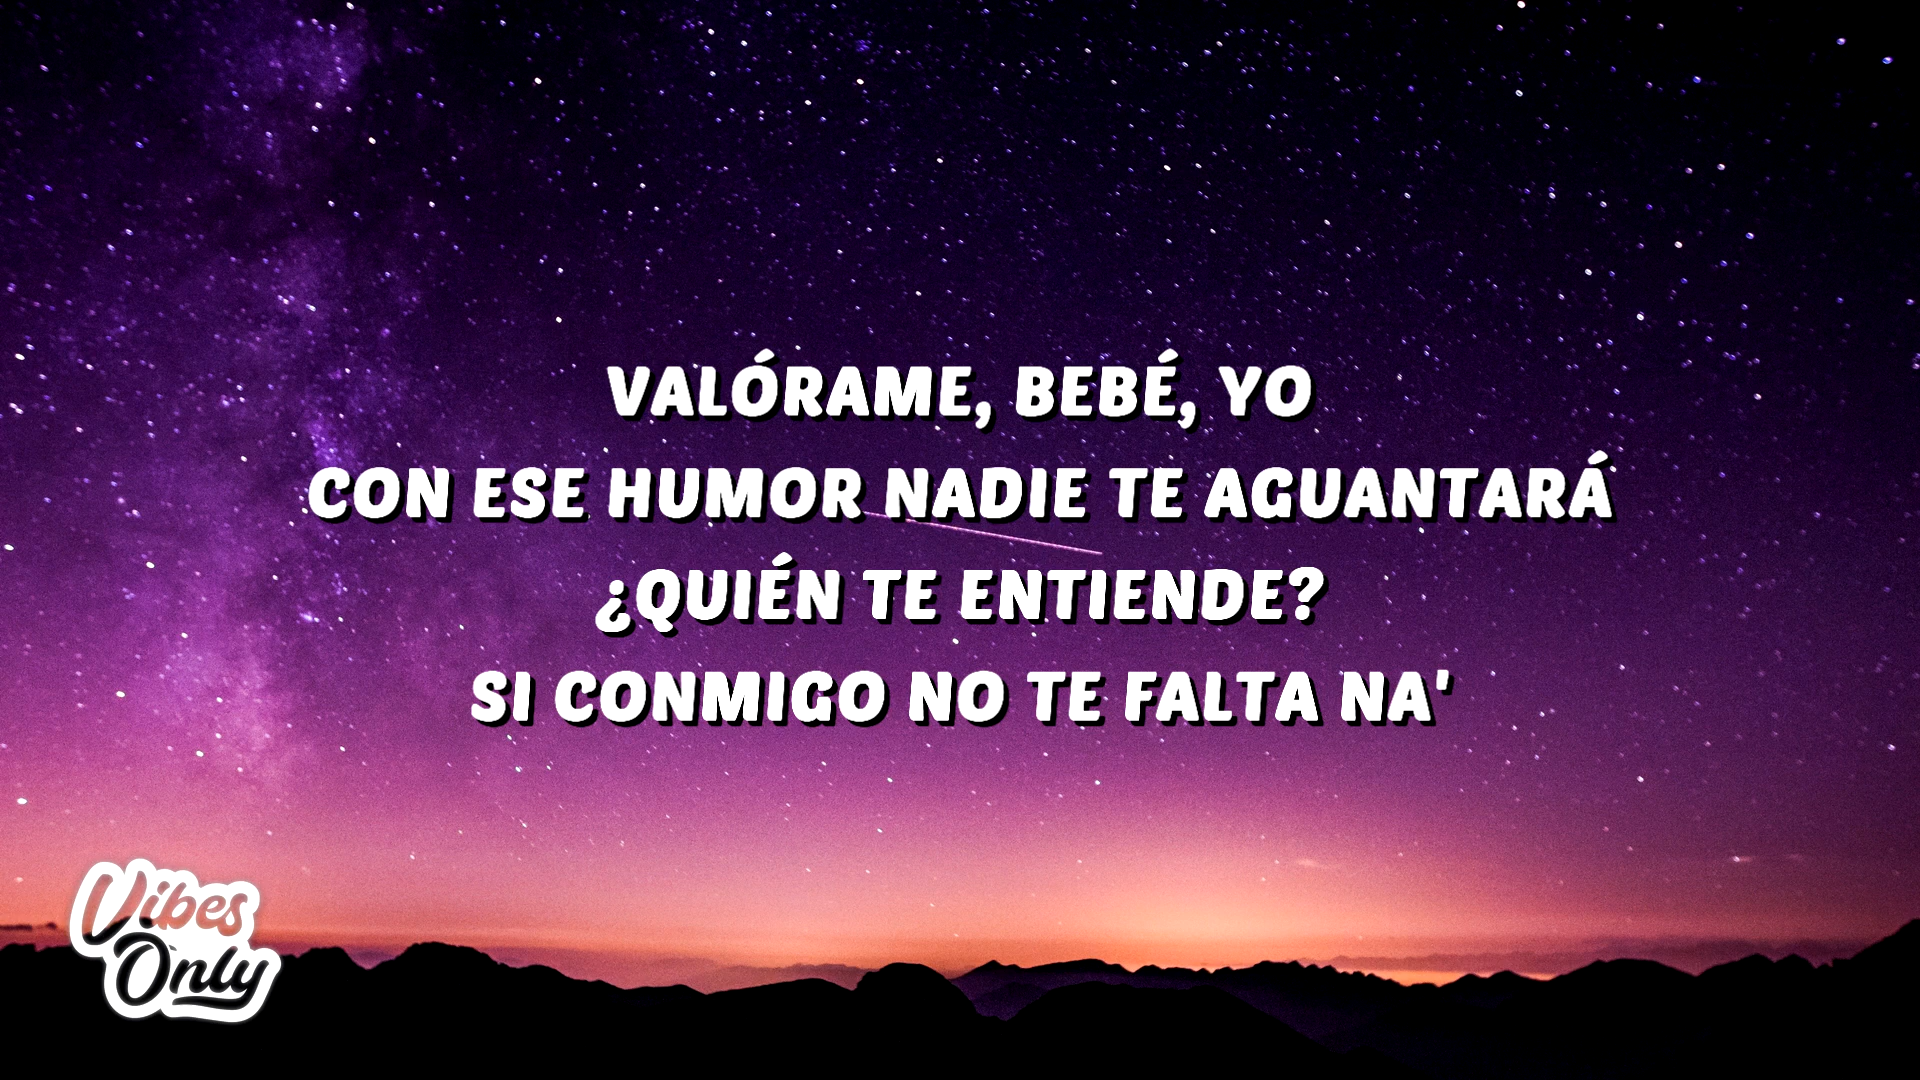 VALÓRAME, BEBÉ, YO
CON ESE HUMOR NADIE TE AGUANTARÁ
¿QUIÉN TE ENTIENDE?
SI CONMIGO NO TE FALTA NA'
Vibes
Only